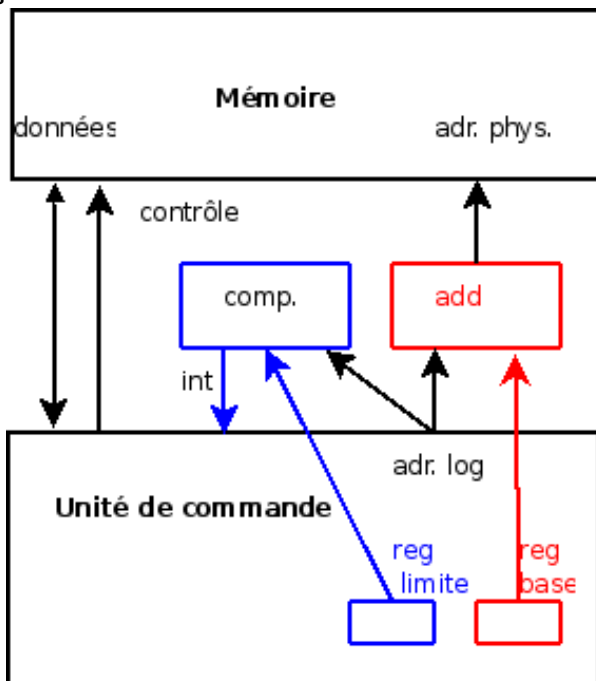 Mémoire
données
adr. phys.
contrôle
comp.
add
int
adr. log
Unité de commande
reg
limite
reg
base